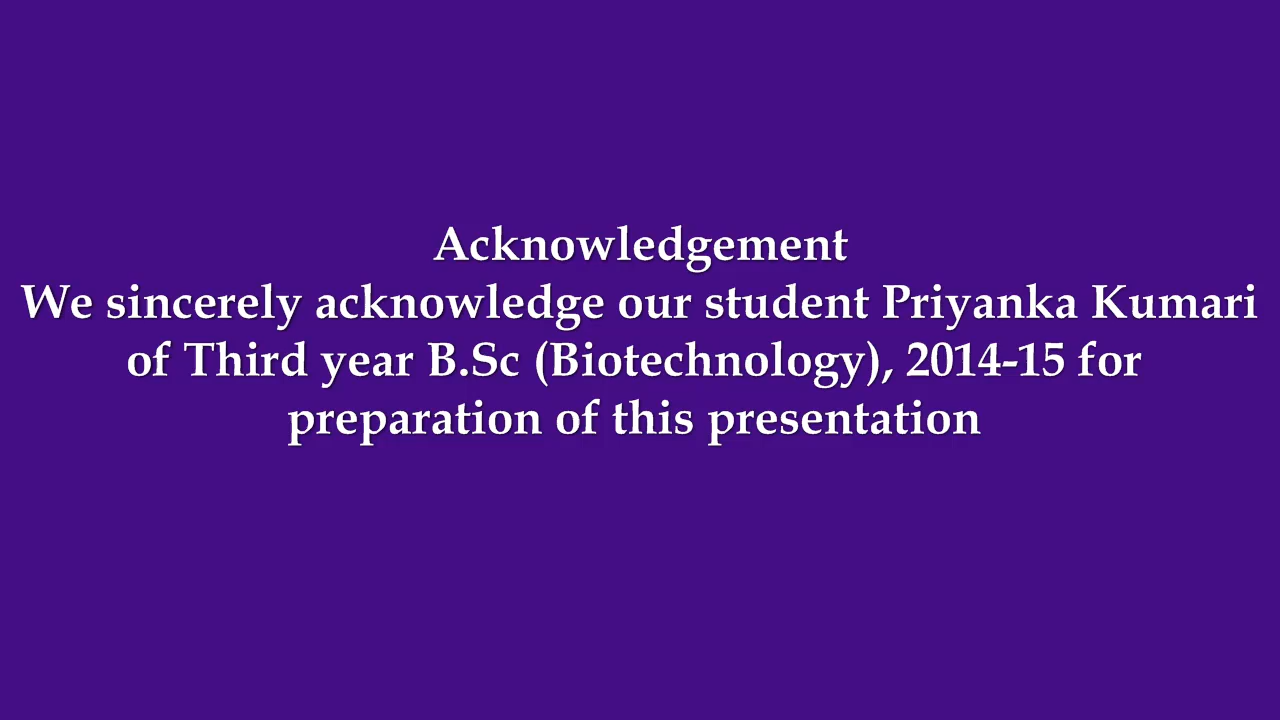 Acknowledgement
We sincerely acknowledge our student Priyanka Kumari
of Third year B.Sc (Biotechnology), 2014-15 for
preparation of this presentation